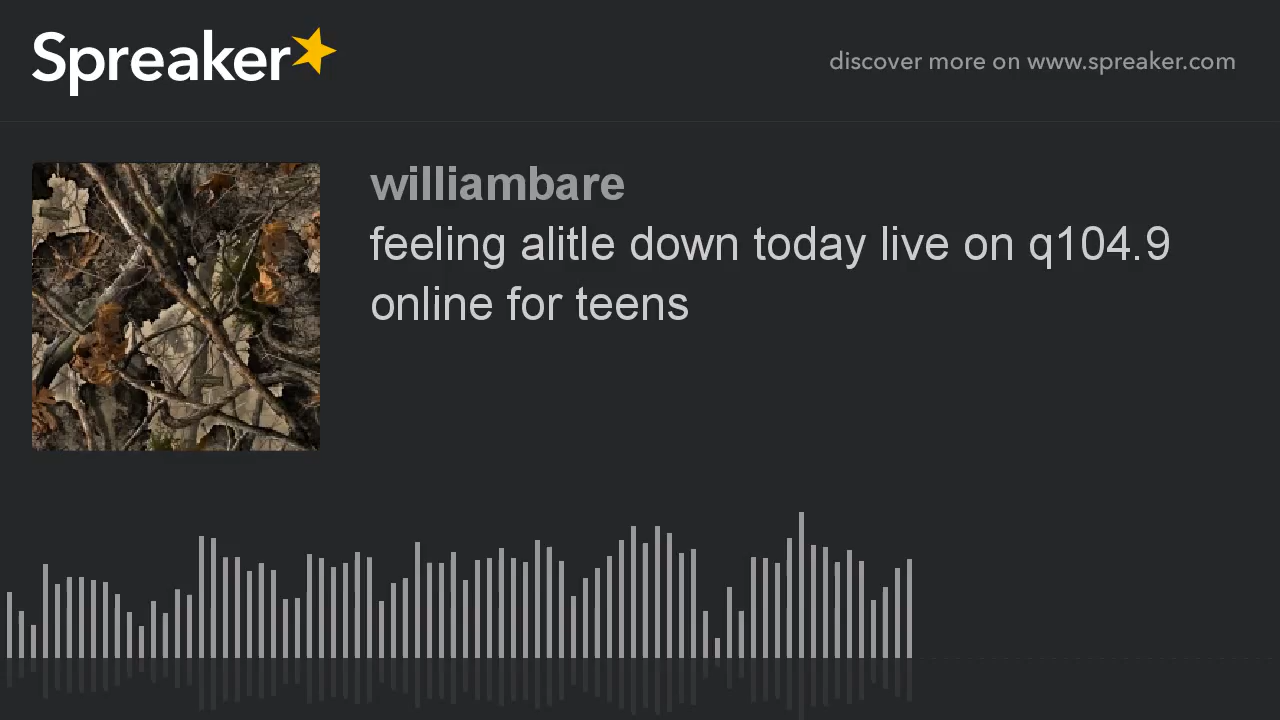 Spreaker
discover more on www.spreaker.com
williambare
feeling alitle down today live on q104.9
online for teens